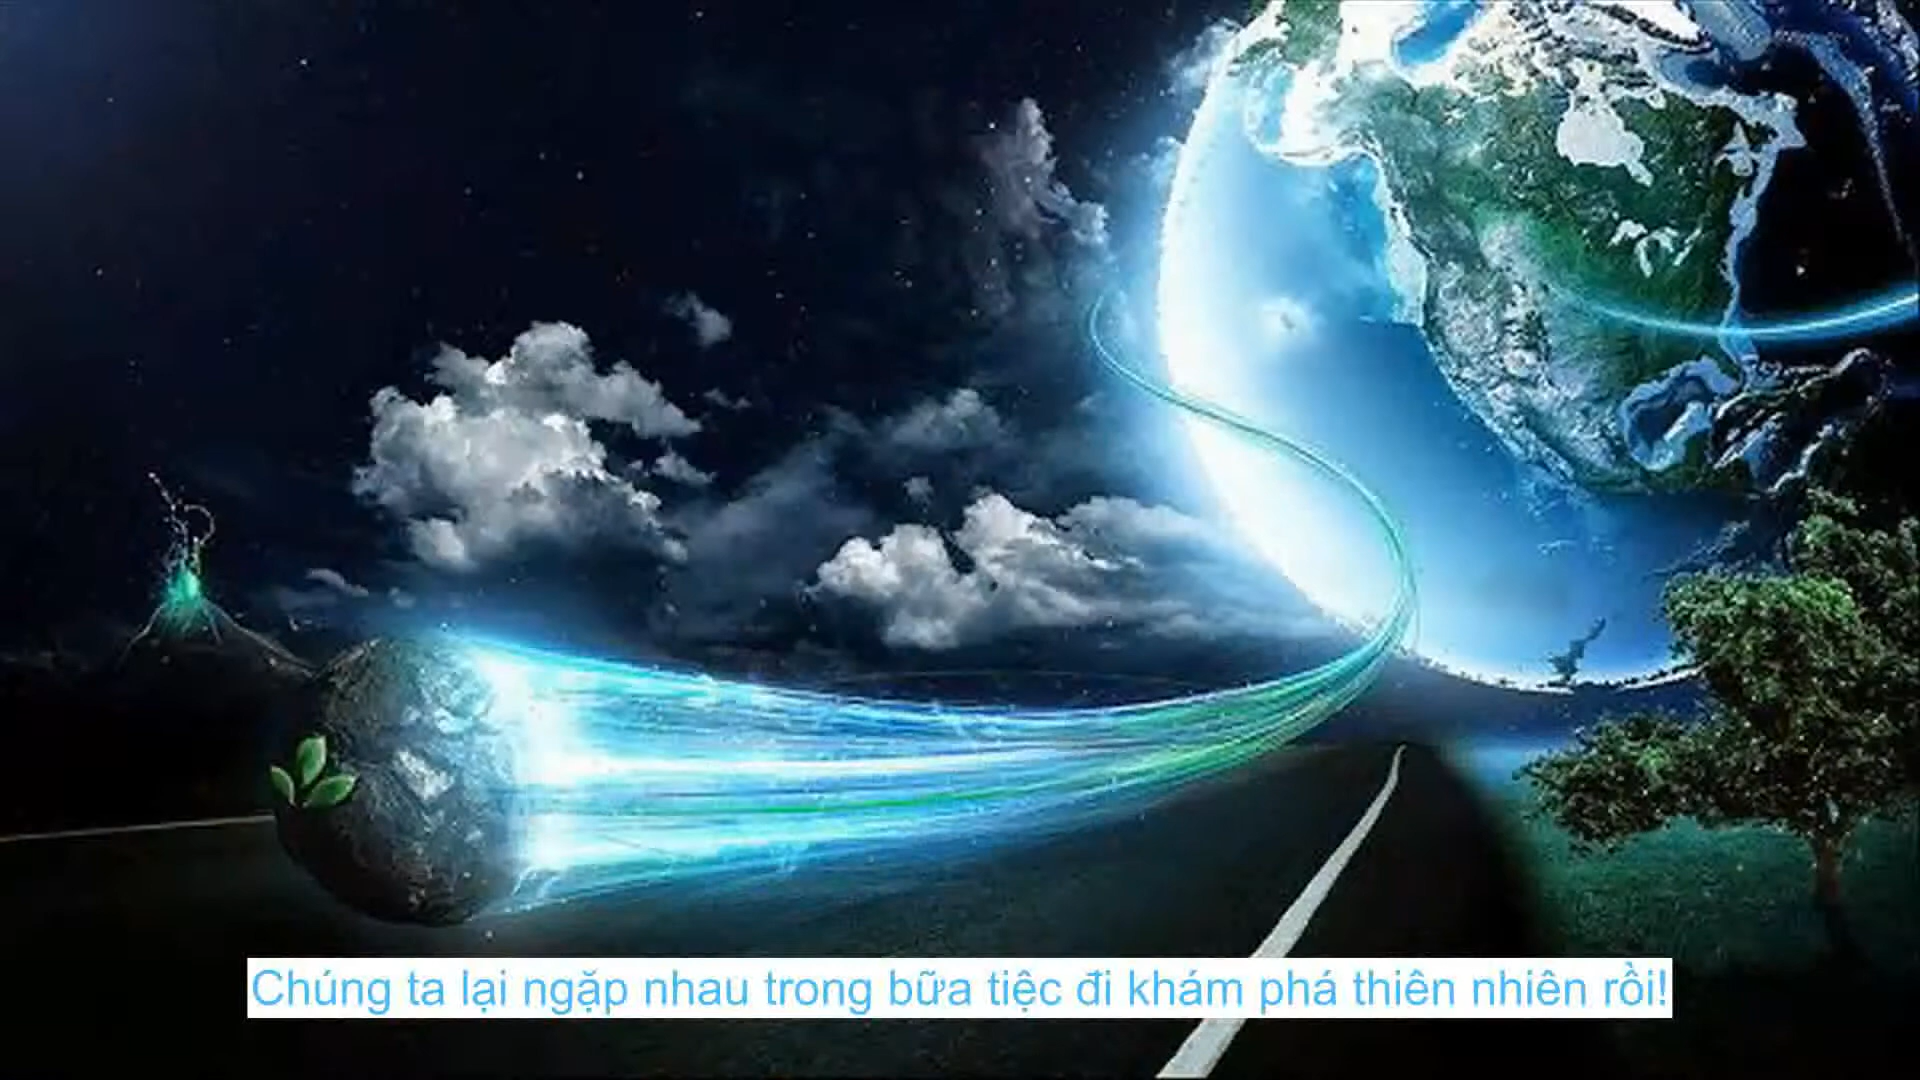 Chúng ta lại ngặp nhau trong bữa tiệc đi khám phá thiên nhiên rồi!